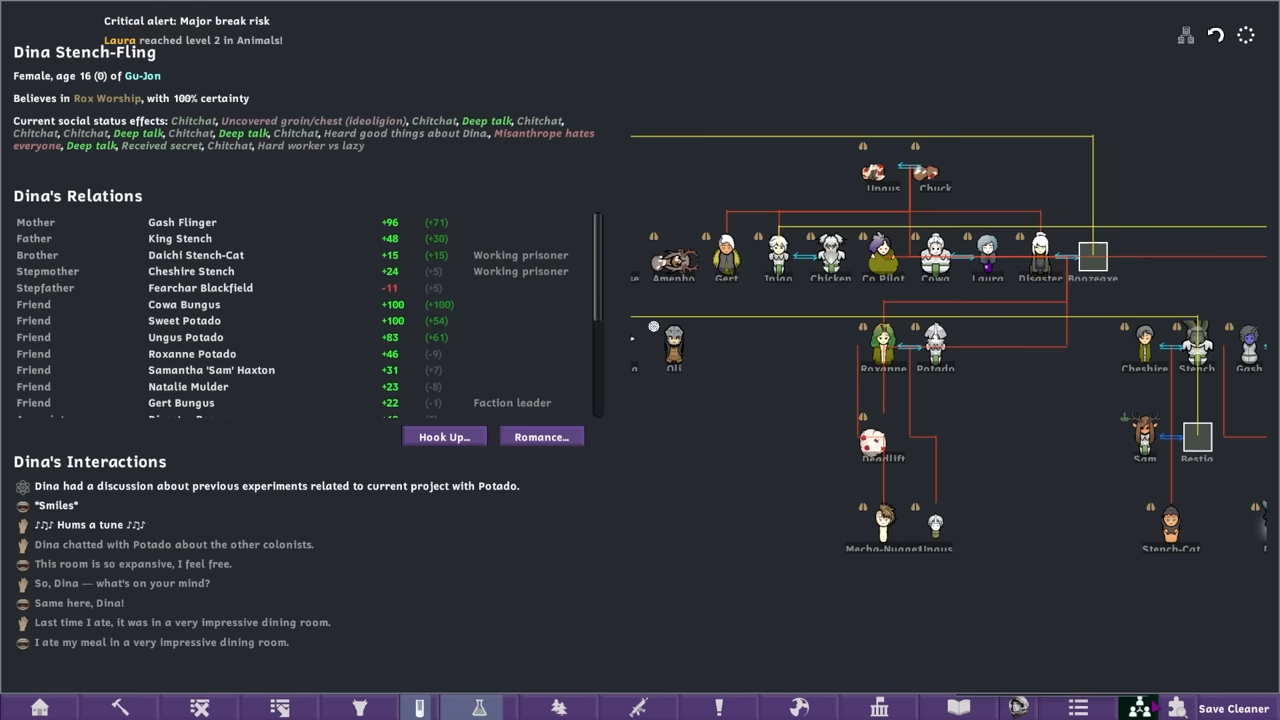 Critical alert: Major break risk
Laura reached level 2 in Animals!
Dina Stench-Fling
Female, age 16 (0) of Gu-Jon
Believes in Rox Worship, with 100% certainty
Current social status effects: Chitchat, Uncovered groin/chest (ideoligion), Chitchat, Deep talk, Chitchat,
Chitchat, Chitchat, Deep talk, Chitchat, Deep talk, Chitchat, Heard good things about Dina., Misanthrope hates
everyone, Deep talk, Received secret, Chitchat, Hard worker vs lazy
Dina's Relations
Mother Gash Flinger +96 (+71)
Father King Stench +48 (+30)
Brother Daichi Stench-Cat +15 (+15) Working prisoner
Stepmother Cheshire Stench +24 (+5) Working prisoner
Stepfather Fearchar Blackfield -11 (+5)
Friend Cowa Bungus +100 (+100)
Friend Sweet Potado +100 (+54)
Friend Ungus Potado +83 (+61)
Friend Roxanne Potado +46 (-9)
Friend Samantha 'Sam' Haxton +31 (+7)
Friend Natalie Mulder +23 (-8)
Friend Gert Bungus +22 (-1) Faction leader
Hook Up...
Romance...
Dina's Interactions
Dina had a discussion about previous experiments related to current project with Potado.
*Smiles*
♪♫♪ Hums a tune ♪♫♪
Dina chatted with Potado about the other colonists.
This room is so expansive, I feel free.
So, Dina — what's on your mind?
Same here, Dina!
Last time I ate, it was in a very impressive dining room.
I ate my meal in a very impressive dining room.
Ungus Chuck
Gert Inigo Chicken Co Pilot Cowa Laura Disaster Boozeaxe
Oli Roxanne Potado Cheshire Stench Gash
Deadlift Sam Bestia
Mecha-Nugget Ungus Stench-Cat
Save Cleaner